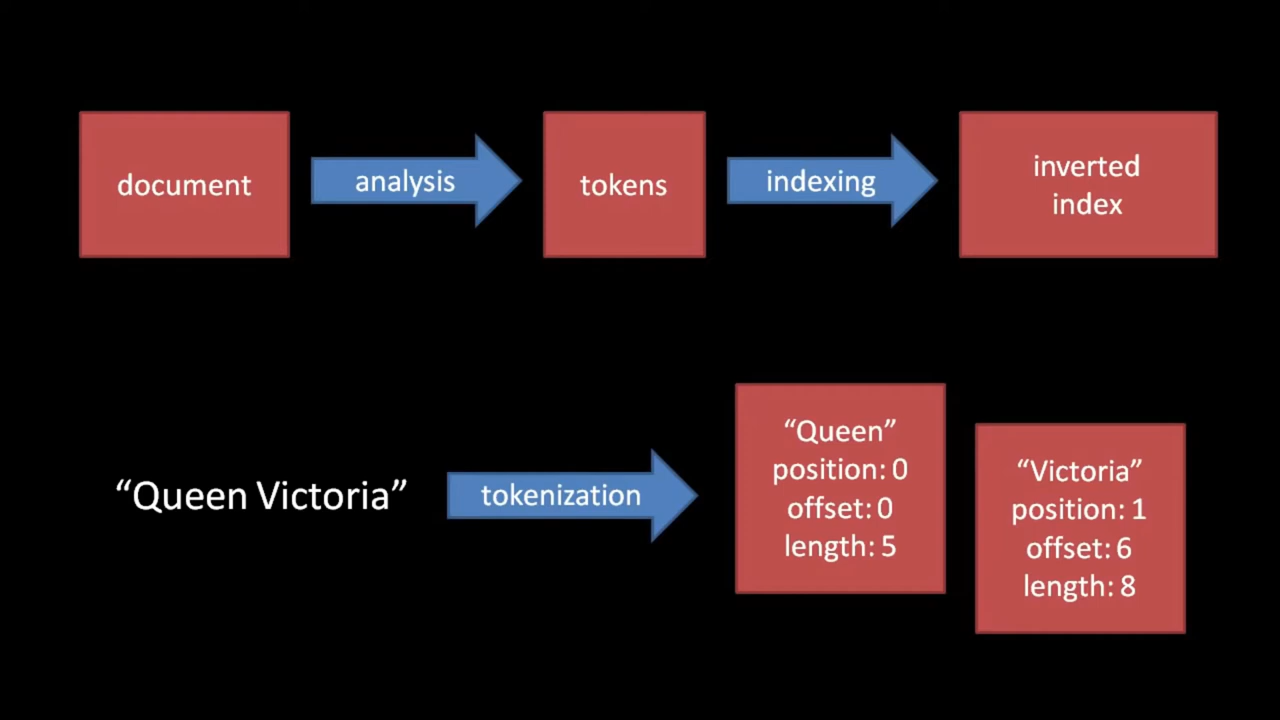 document
analysis
tokens
indexing
inverted
index
“Queen Victoria”
tokenization
“Queen”
position: 0
offset: 0
length: 5
“Victoria”
position: 1
offset: 6
length: 8